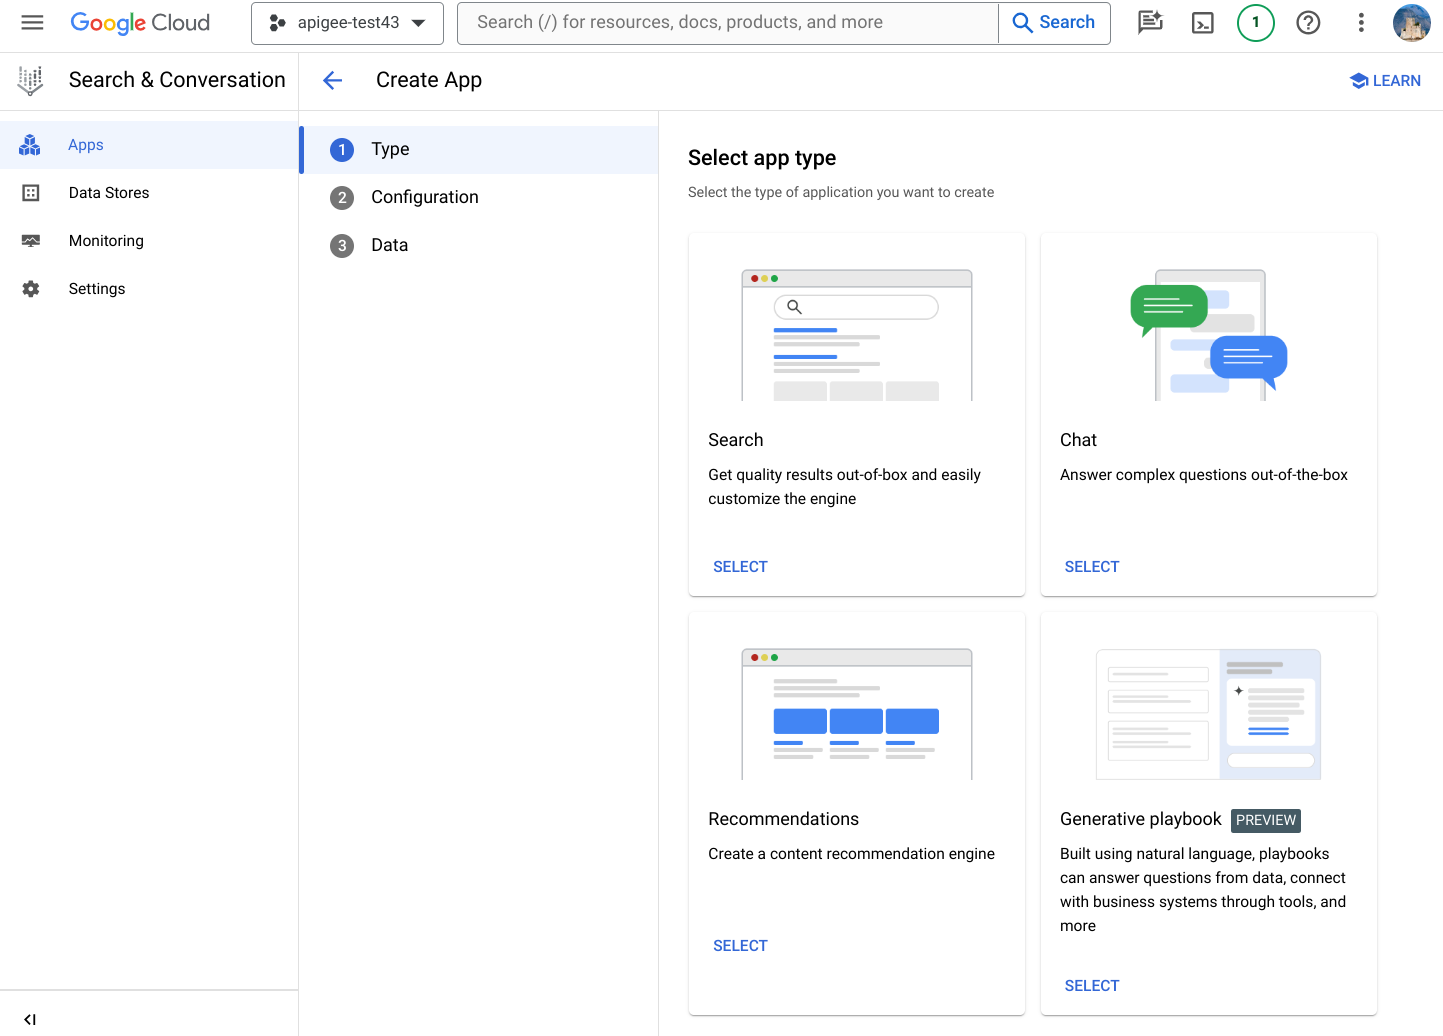 Google Cloud
apigee-test43
Search (/) for resources, docs, products, and more
Search
1
Search & Conversation
Create App
LEARN
Apps
Data Stores
Monitoring
Settings
1 Type
2 Configuration
3 Data
Select app type
Select the type of application you want to create
Search
Get quality results out-of-box and easily
customize the engine
SELECT
Chat
Answer complex questions out-of-the-box
SELECT
Recommendations
Create a content recommendation engine
SELECT
Generative playbook PREVIEW
Built using natural language, playbooks
can answer questions from data, connect
with business systems through tools, and
more
SELECT